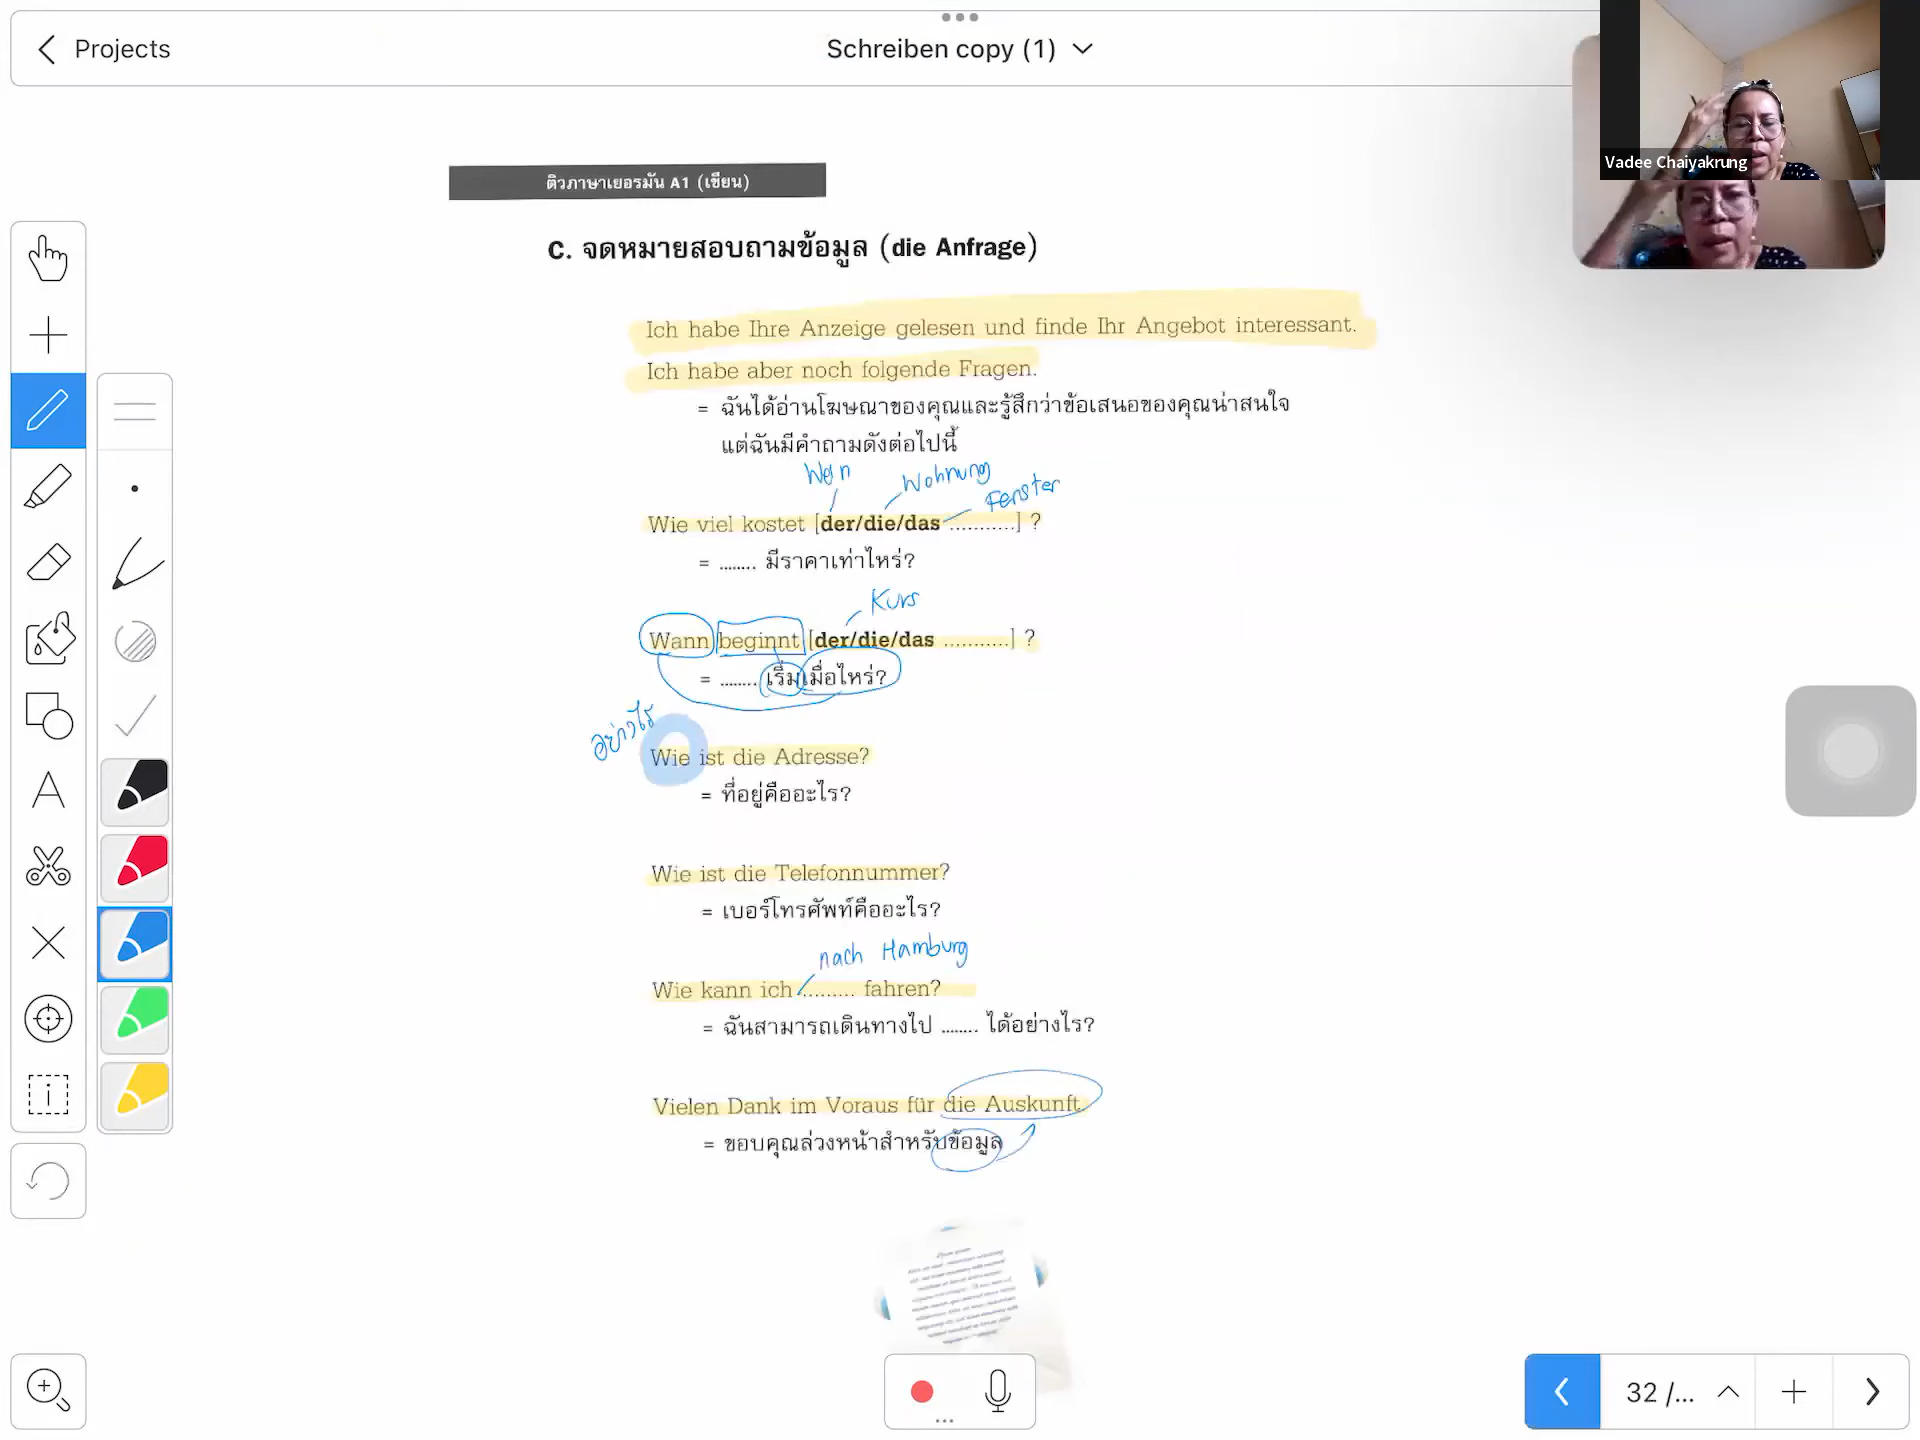 Projects
Schreiben copy (1)
Vadee Chaiyakrung
ติวภาษาเยอรมัน A1 (เขียน)
C. จดหมายสอบถามข้อมูล (die Anfrage)
Ich habe Ihre Anzeige gelesen und finde Ihr Angebot interessant.
Ich habe aber noch folgende Fragen.
= ฉันได้อ่านโฆษณาของคุณและรู้สึกว่าข้อเสนอของคุณน่าสนใจ
แต่ฉันมีคำถามดังต่อไปนี้
Wohnung
Fenster
Wie viel kostet [der/die/das ...........] ?
= ........ มีราคาเท่าไหร่?
Kurs
Wann beginnt [der/die/das ...........] ?
= ........ เริ่มเมื่อไหร่?
อย่างไร
Wie ist die Adresse?
= ที่อยู่คืออะไร?
Wie ist die Telefonnummer?
= เบอร์โทรศัพท์คืออะไร?
nach Hamburg
Wie kann ich ......... fahren?
= ฉันสามารถเดินทางไป ........ ได้อย่างไร?
Vielen Dank im Voraus für die Auskunft.
= ขอบคุณล่วงหน้าสำหรับข้อมูล
32 /...